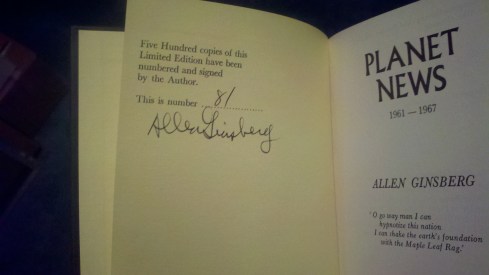 Five Hundred copies of this
Limited Edition have been
numbered and signed
by the Author.
This is number 81
Allen Ginsberg
PLANET
NEWS
1961 — 1967
ALLEN GINSBERG
'O go way man I can
hypnotize this nation
I can shake the earth's foundation
with the Maple Leaf Rag.'